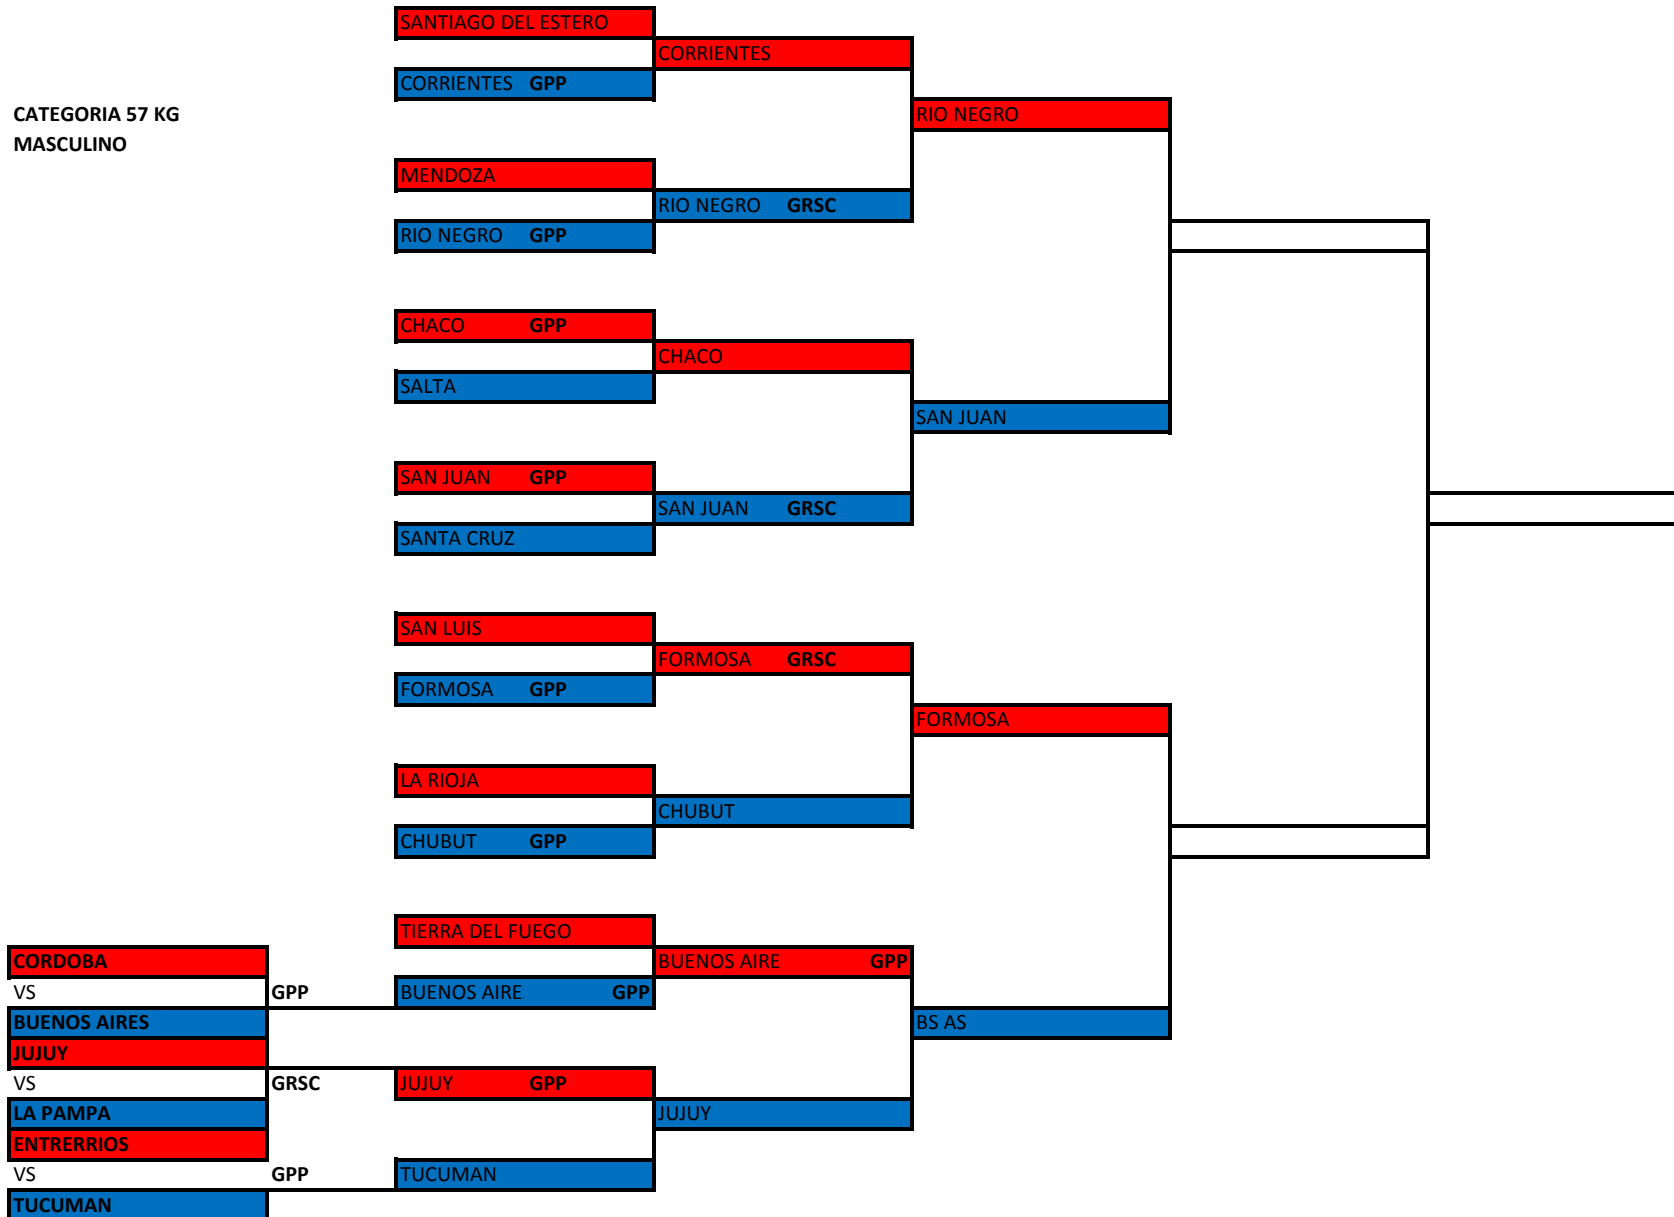 SANTIAGO DEL ESTERO
CORRIENTES
CORRIENTES GPP
CATEGORIA 57 KG
MASCULINO
RIO NEGRO
MENDOZA
RIO NEGRO GRSC
RIO NEGRO GPP
CHACO GPP
CHACO
SALTA
SAN JUAN
SAN JUAN GPP
SAN JUAN GRSC
SANTA CRUZ
SAN LUIS
FORMOSA GRSC
FORMOSA GPP
FORMOSA
LA RIOJA
CHUBUT
CHUBUT GPP
TIERRA DEL FUEGO
CORDOBA
BUENOS AIRE GPP
VS GPP
BUENOS AIRE GPP
BUENOS AIRES
BS AS
JUJUY
VS GRSC
JUJUY GPP
LA PAMPA
JUJUY
ENTRERRIOS
VS GPP
TUCUMAN
TUCUMAN